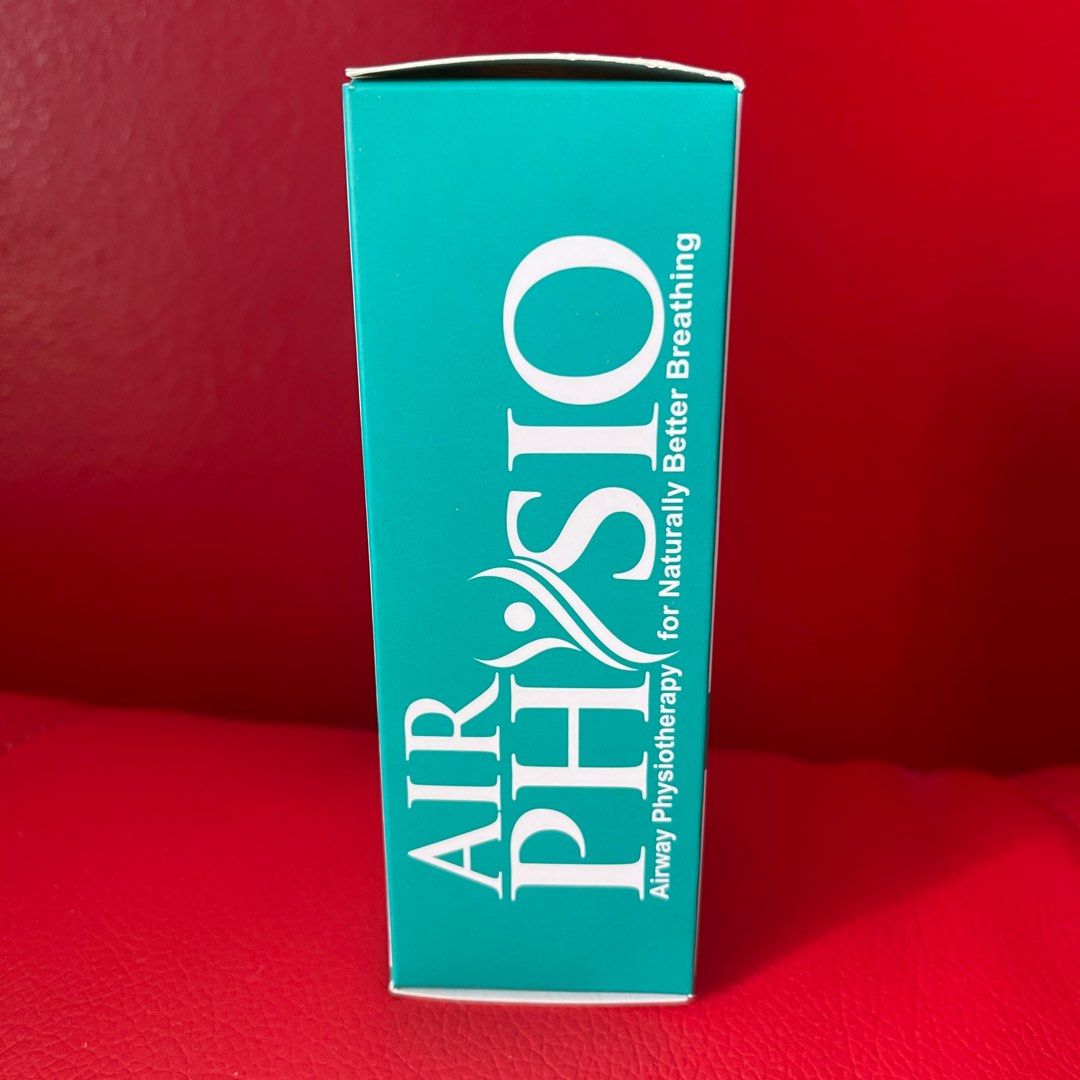 AIR
PHYSIO
Airway Physiotherapy for Naturally Better Breathing